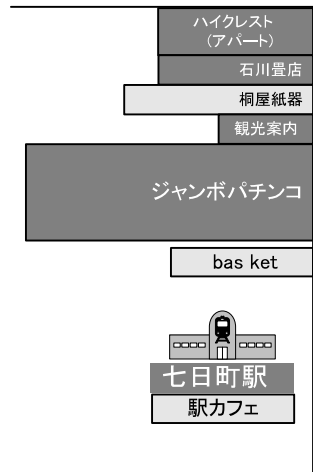 ハイクレスト
(アパート)
石川畳店
桐屋紙器
観光案内
ジャンボパチンコ
bas ket
七日町駅
駅カフェ